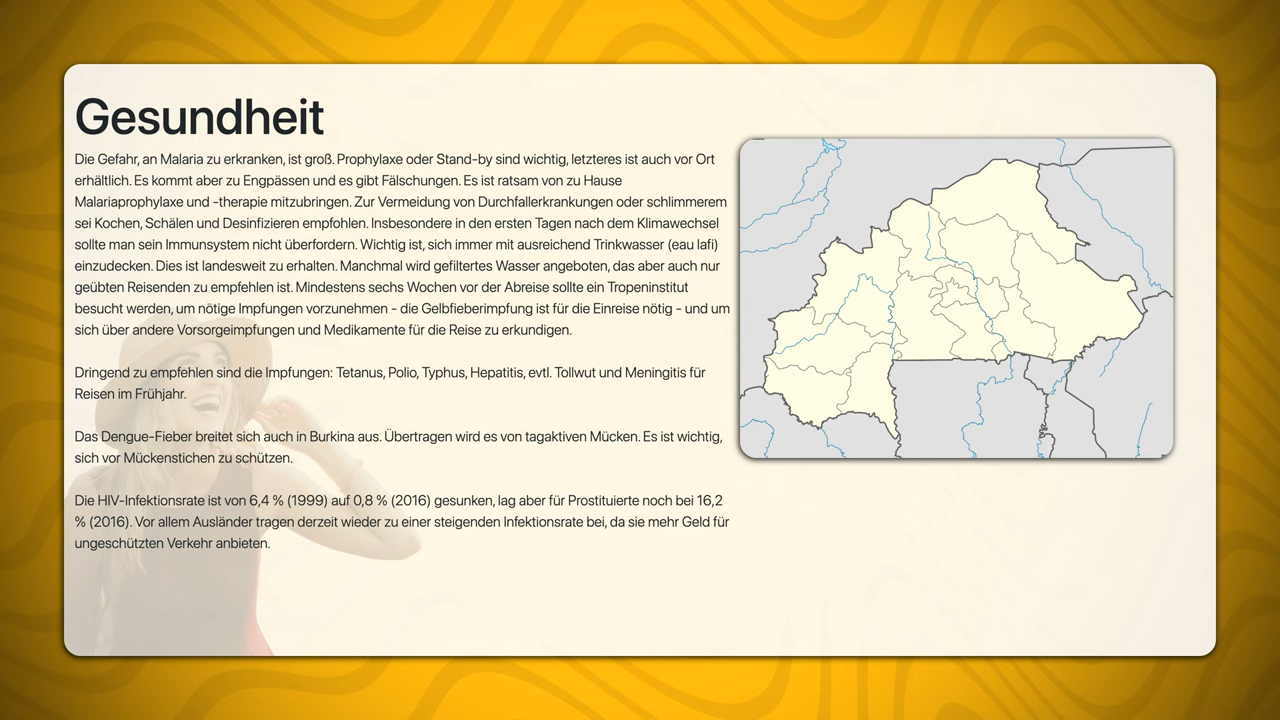 Gesundheit
Die Gefahr, an Malaria zu erkranken, ist groß. Prophylaxe oder Stand-by sind wichtig, letzteres ist auch vor Ort
erhältlich. Es kommt aber zu Engpässen und es gibt Fälschungen. Es ist ratsam von zu Hause
Malariaprophylaxe und -therapie mitzubringen. Zur Vermeidung von Durchfallerkrankungen oder schlimmerem
sei Kochen, Schälen und Desinfizieren empfohlen. Insbesondere in den ersten Tagen nach dem Klimawechsel
sollte man sein Immunsystem nicht überfordern. Wichtig ist, sich immer mit ausreichend Trinkwasser (eau lafi)
einzudecken. Dies ist landesweit zu erhalten. Manchmal wird gefiltertes Wasser angeboten, das aber auch nur
geübten Reisenden zu empfehlen ist. Mindestens sechs Wochen vor der Abreise sollte ein Tropeninstitut
besucht werden, um nötige Impfungen vorzunehmen - die Gelbfieberimpfung ist für die Einreise nötig - und um
sich über andere Vorsorgeimpfungen und Medikamente für die Reise zu erkundigen.
Dringend zu empfehlen sind die Impfungen: Tetanus, Polio, Typhus, Hepatitis, evtl. Tollwut und Meningitis für
Reisen im Frühjahr.
Das Dengue-Fieber breitet sich auch in Burkina aus. Übertragen wird es von tagaktiven Mücken. Es ist wichtig,
sich vor Mückenstichen zu schützen.
Die HIV-Infektionsrate ist von 6,4 % (1999) auf 0,8 % (2016) gesunken, lag aber für Prostituierte noch bei 16,2
% (2016). Vor allem Ausländer tragen derzeit wieder zu einer steigenden Infektionsrate bei, da sie mehr Geld für
ungeschützten Verkehr anbieten.